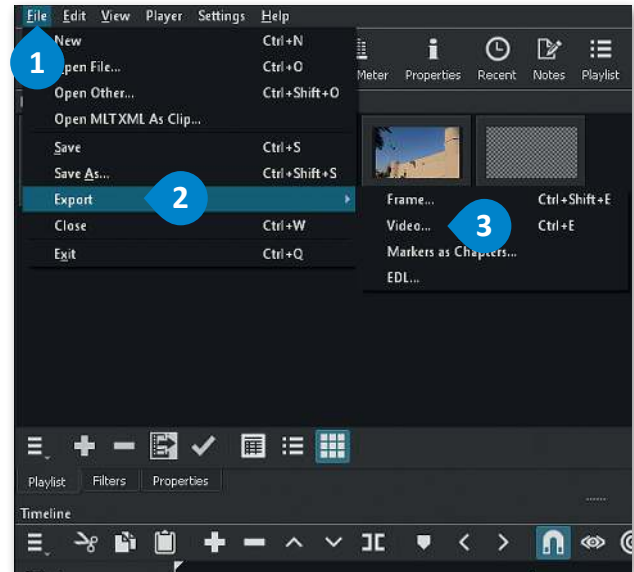 File Edit View Player Settings Help
1
New Ctrl+N
Open File... Ctrl+O
Meter Properties Recent Notes Playlist
Open Other... Ctrl+Shift+O
Open MLT XML As Clip...
Save Ctrl+S
Save As... Ctrl+Shift+S
Export 2
Frame... Ctrl+Shift+E
Close Ctrl+W
Video... 3 Ctrl+E
Exit Ctrl+Q
Markers as Chapters...
EDL...
Playlist Filters Properties
Timeline